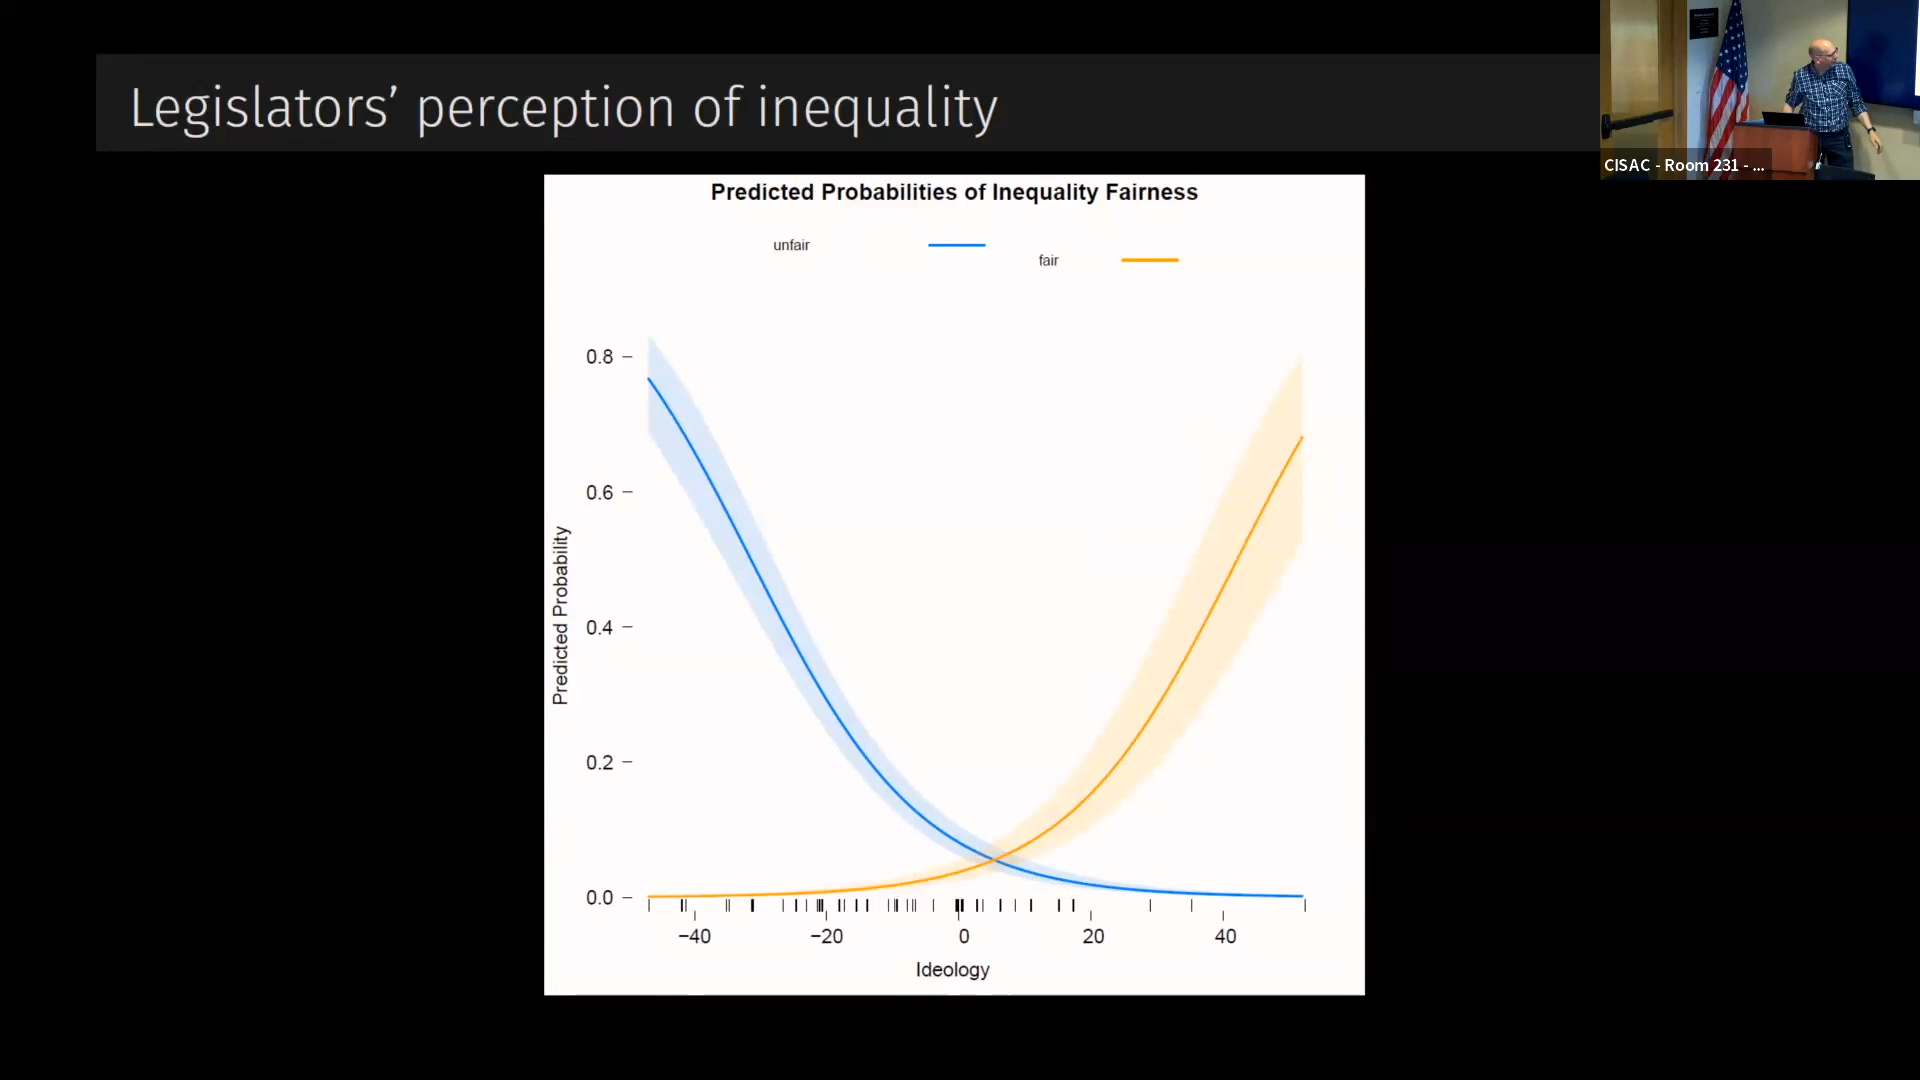 Legislators’ perception of inequality
CISAC - Room 231 - ...
Predicted Probabilities of Inequality Fairness
unfair
fair
0.8
0.6
0.4
0.2
0.0
Predicted Probability
−40 −20 0 20 40
Ideology